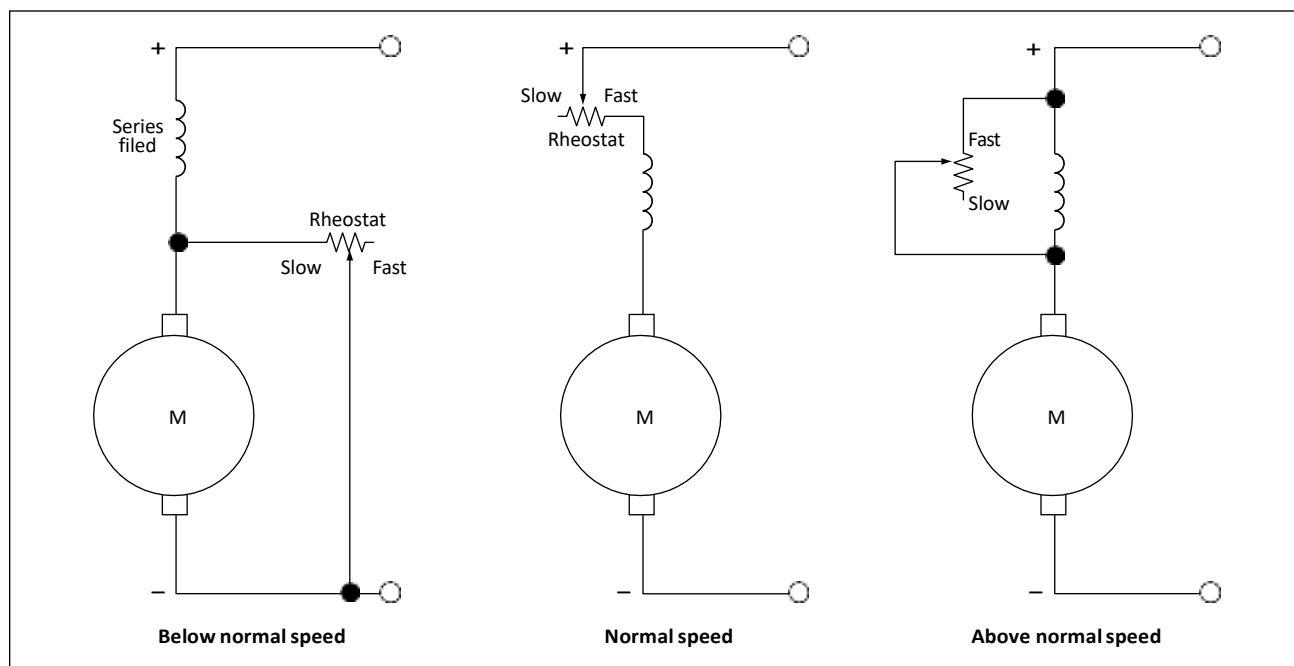 +
Series
filed
Rheostat
Slow Fast
M
−
Below normal speed
+
Slow Fast
Rheostat
M
−
Normal speed
+
Fast
Slow
M
−
Above normal speed